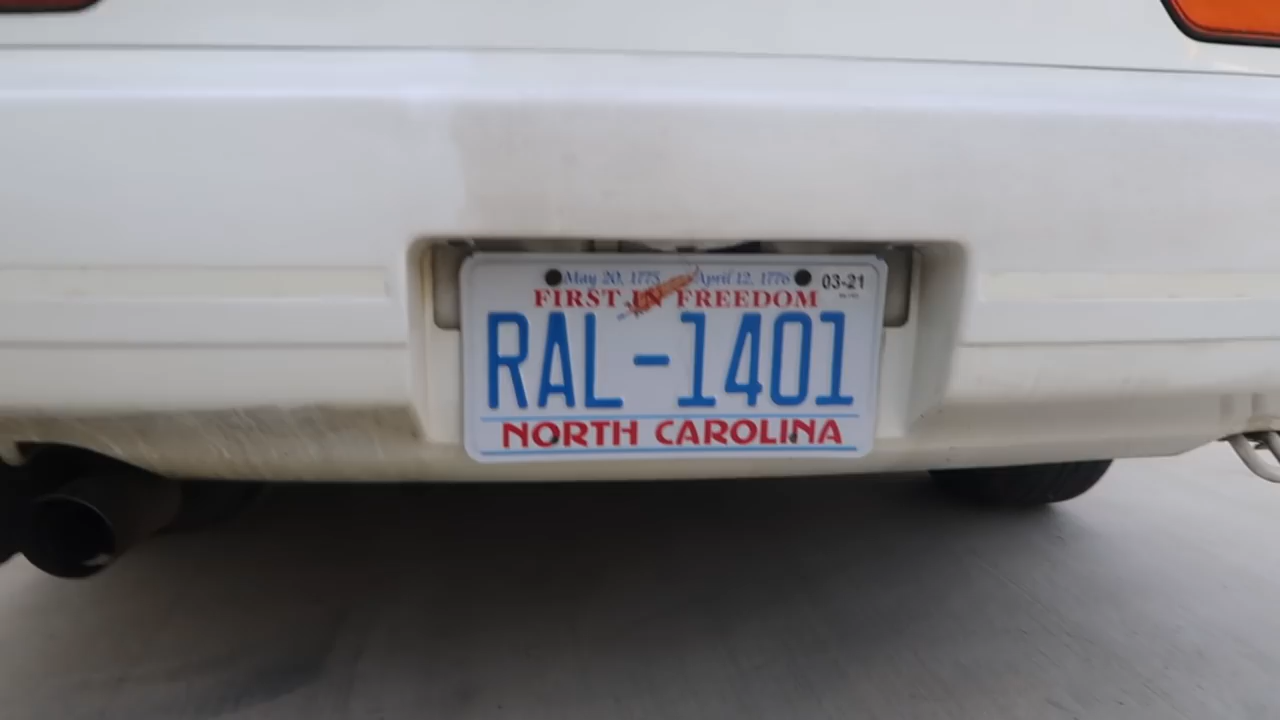 May 20, 1775 April 12, 1776
03-21
FIRST IN FREEDOM
RAL-1401
NORTH CAROLINA